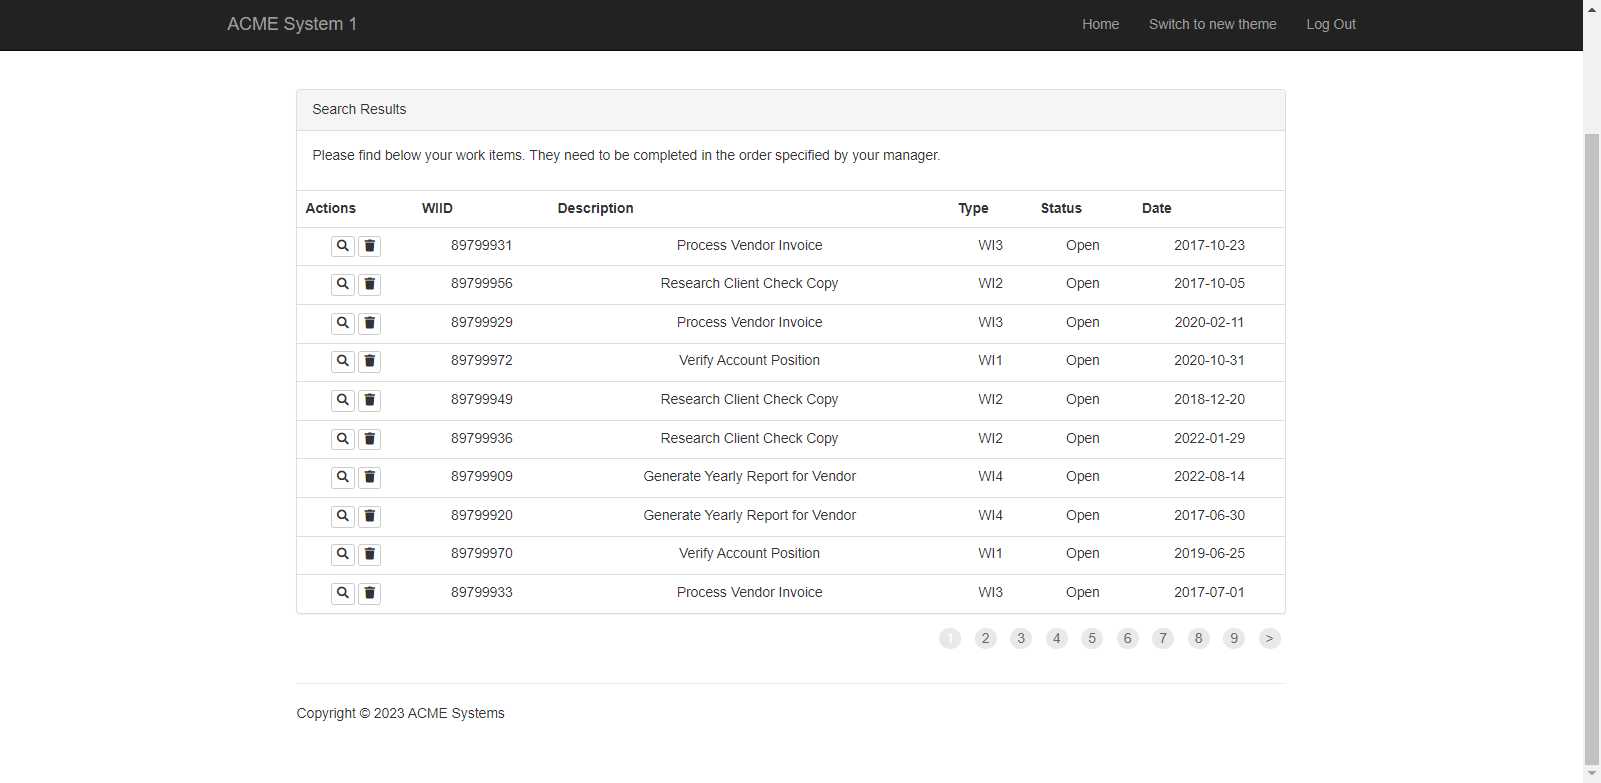 ACME System 1 Home Switch to new theme Log Out
Search Results
Please find below your work items. They need to be completed in the order specified by your manager.
Actions WIID Description Type Status Date
89799931 Process Vendor Invoice WI3 Open 2017-10-23
89799956 Research Client Check Copy WI2 Open 2017-10-05
89799929 Process Vendor Invoice WI3 Open 2020-02-11
89799972 Verify Account Position WI1 Open 2020-10-31
89799949 Research Client Check Copy WI2 Open 2018-12-20
89799936 Research Client Check Copy WI2 Open 2022-01-29
89799909 Generate Yearly Report for Vendor WI4 Open 2022-08-14
89799920 Generate Yearly Report for Vendor WI4 Open 2017-06-30
89799970 Verify Account Position WI1 Open 2019-06-25
89799933 Process Vendor Invoice WI3 Open 2017-07-01
1 2 3 4 5 6 7 8 9 >
Copyright © 2023 ACME Systems